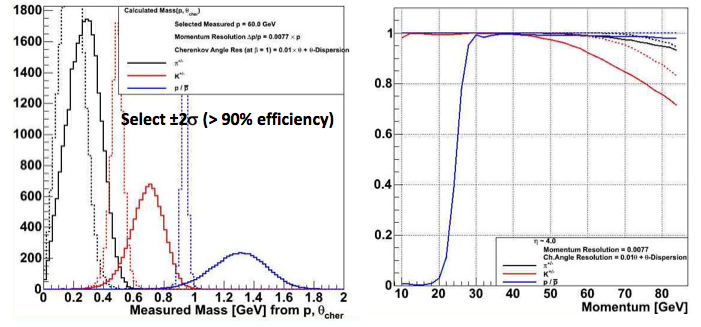 Calculated Mass(p, θcher)
Selected Measured p = 60.0 GeV
Momentum Resolution Δp/p = 0.0077 × p
Cherenkov Angle Res (at β = 1) = 0.01×θ + θ-Dispersion
π+/-
K+/-
p / p̅
Select ±2σ (> 90% efficiency)
1800
1600
1400
1200
1000
800
600
400
200
0
0 0.2 0.4 0.6 0.8 1 1.2 1.4 1.6 1.8 2
Measured Mass [GeV] from p, θcher
1
0.8
0.6
0.4
0.2
0
η ~ 4.0
Momentum Resolution = 0.0077
Ch.Angle Resolution = 0.01θ + θ-Dispersion
π+/-
K+/-
p / p̅
10 20 30 40 50 60 70 80
Momentum [GeV]